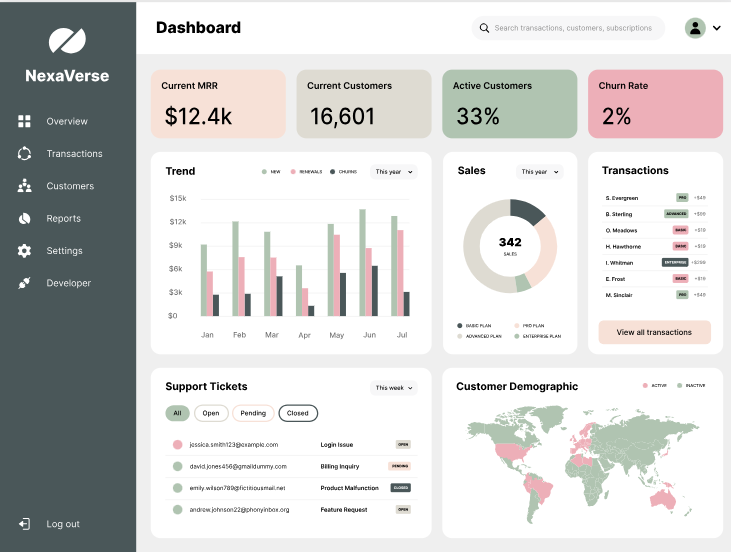 NexaVerse
Overview
Transactions
Customers
Reports
Settings
Developer
Log out
Dashboard
Search transactions, customers, subscriptions
Current MRR
$12.4k
Current Customers
16,601
Active Customers
33%
Churn Rate
2%
Trend
NEW RENEWALS CHURNS
This year
$15k
$12k
$9k
$6k
$3k
$0
Jan Feb Mar Apr May Jun Jul
Sales
This year
342
SALES
BASIC PLAN PRO PLAN
ADVANCED PLAN ENTERPRISE PLAN
Transactions
S. Evergreen PRO +$49
B. Sterling ADVANCED +$99
O. Meadows BASIC +$19
H. Hawthorne BASIC +$19
I. Whitman ENTERPRISE +$299
E. Frost BASIC +$19
M. Sinclair PRO +$49
View all transactions
Support Tickets
This week
All Open Pending Closed
jessica.smith123@example.com Login Issue OPEN
david.jones456@gmaildummy.com Billing Inquiry PENDING
emily.wilson789@fictitiousmail.net Product Malfunction CLOSED
andrew.johnson22@phonyinbox.org Feature Request OPEN
Customer Demographic
ACTIVE INACTIVE